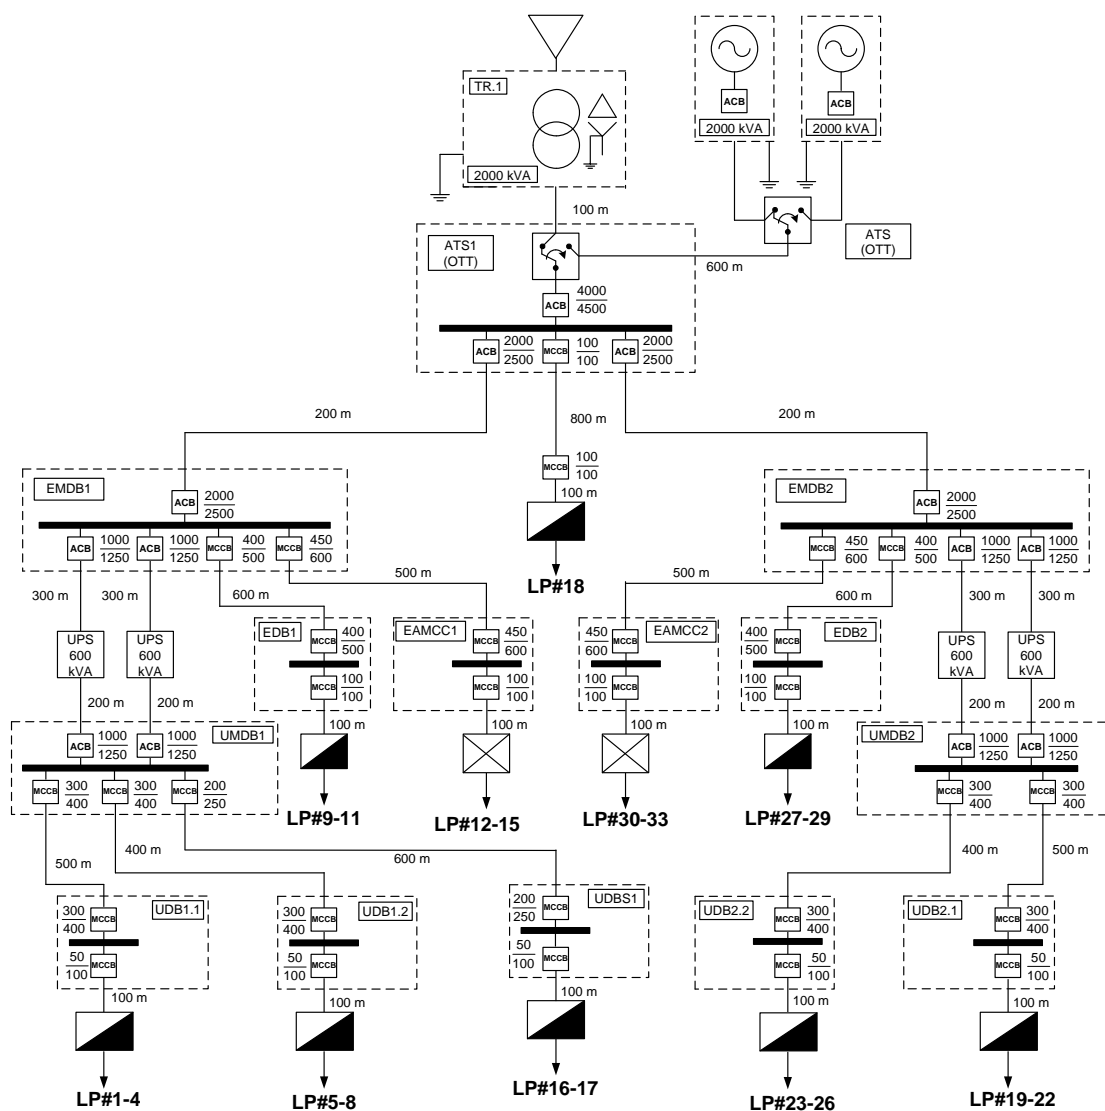 TR.1
ACB
ACB
2000 kVA
2000 kVA
2000 kVA
100 m
ATS1
(OTT)
ATS
(OTT)
600 m
ACB
4000
4500
ACB
2000
2500
MCCB
100
100
ACB
2000
2500
200 m
800 m
200 m
MCCB
100
100
100 m
LP#18
EMDB1
ACB
2000
2500
ACB
1000
1250
ACB
1000
1250
MCCB
400
500
MCCB
450
600
EMDB2
ACB
2000
2500
MCCB
450
600
MCCB
400
500
ACB
1000
1250
ACB
1000
1250
300 m
300 m
600 m
500 m
500 m
600 m
300 m
300 m
UPS
600
kVA
UPS
600
kVA
EDB1
MCCB
400
500
MCCB
100
100
EAMCC1
MCCB
450
600
MCCB
100
100
450
600
MCCB
EAMCC2
100
100
MCCB
400
500
MCCB
EDB2
100
100
MCCB
UPS
600
kVA
UPS
600
kVA
200 m
200 m
100 m
100 m
100 m
100 m
200 m
200 m
UMDB1
ACB
1000
1250
ACB
1000
1250
MCCB
300
400
MCCB
300
400
MCCB
200
250
LP#9-11
LP#12-15
LP#30-33
LP#27-29
UMDB2
ACB
1000
1250
ACB
1000
1250
MCCB
300
400
MCCB
300
400
500 m
400 m
600 m
400 m
500 m
300
400
MCCB
UDB1.1
50
100
MCCB
300
400
MCCB
UDB1.2
50
100
MCCB
200
250
MCCB
UDBS1
50
100
MCCB
UDB2.2
MCCB
300
400
MCCB
50
100
UDB2.1
MCCB
300
400
MCCB
50
100
100 m
100 m
100 m
100 m
100 m
LP#1-4
LP#5-8
LP#16-17
LP#23-26
LP#19-22